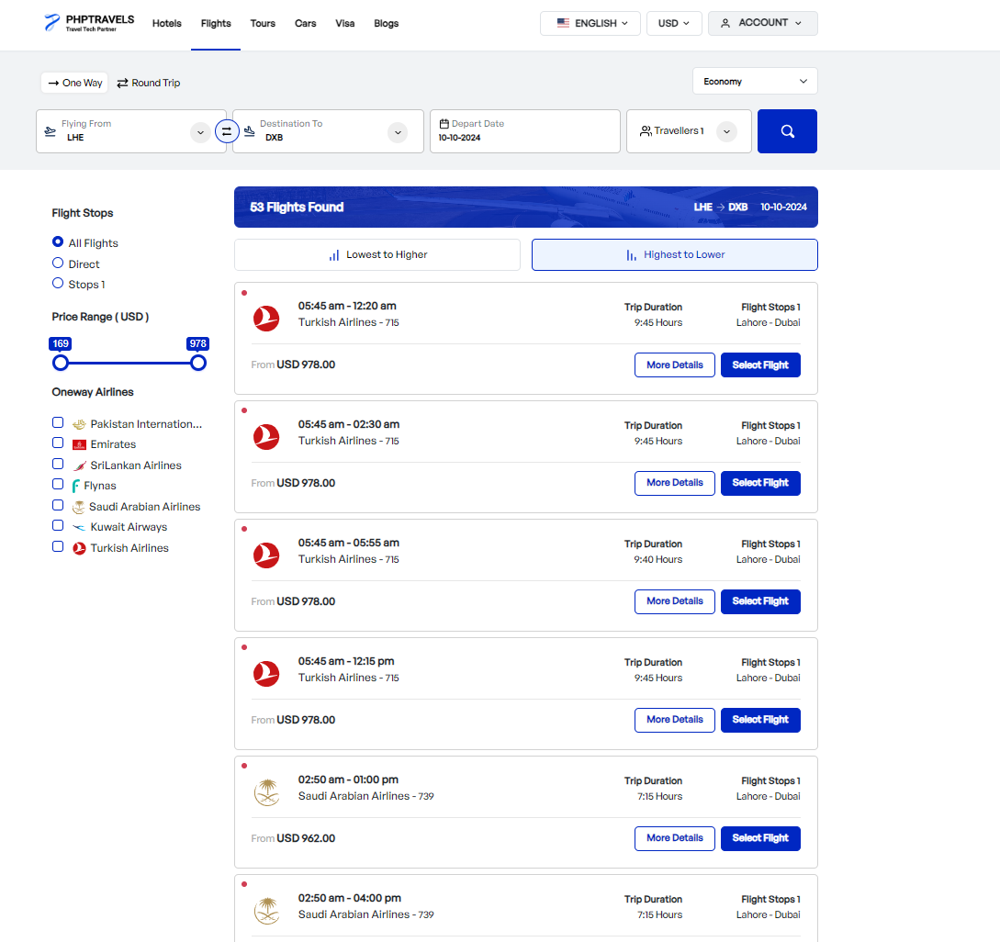 PHPTRAVELS
Travel Tech Partner
Hotels Flights Tours Cars Visa Blogs
ENGLISH USD ACCOUNT
One Way Round Trip
Economy
Flying From
LHE
Destination To
DXB
Depart Date
10-10-2024
Travellers 1
Flight Stops
All Flights
Direct
Stops 1
Price Range ( USD )
169 978
Oneway Airlines
Pakistan Internation...
Emirates
SriLankan Airlines
Flynas
Saudi Arabian Airlines
Kuwait Airways
Turkish Airlines
53 Flights Found
LHE → DXB 10-10-2024
Lowest to Higher
Highest to Lower
05:45 am - 12:20 am Trip Duration Flight Stops 1
Turkish Airlines - 715 9:45 Hours Lahore - Dubai
From USD 978.00 More Details Select Flight
05:45 am - 02:30 am Trip Duration Flight Stops 1
Turkish Airlines - 715 9:45 Hours Lahore - Dubai
From USD 978.00 More Details Select Flight
05:45 am - 05:55 am Trip Duration Flight Stops 1
Turkish Airlines - 715 9:40 Hours Lahore - Dubai
From USD 978.00 More Details Select Flight
05:45 am - 12:15 pm Trip Duration Flight Stops 1
Turkish Airlines - 715 9:45 Hours Lahore - Dubai
From USD 978.00 More Details Select Flight
02:50 am - 01:00 pm Trip Duration Flight Stops 1
Saudi Arabian Airlines - 739 7:15 Hours Lahore - Dubai
From USD 962.00 More Details Select Flight
02:50 am - 04:00 pm Trip Duration Flight Stops 1
Saudi Arabian Airlines - 739 7:15 Hours Lahore - Dubai